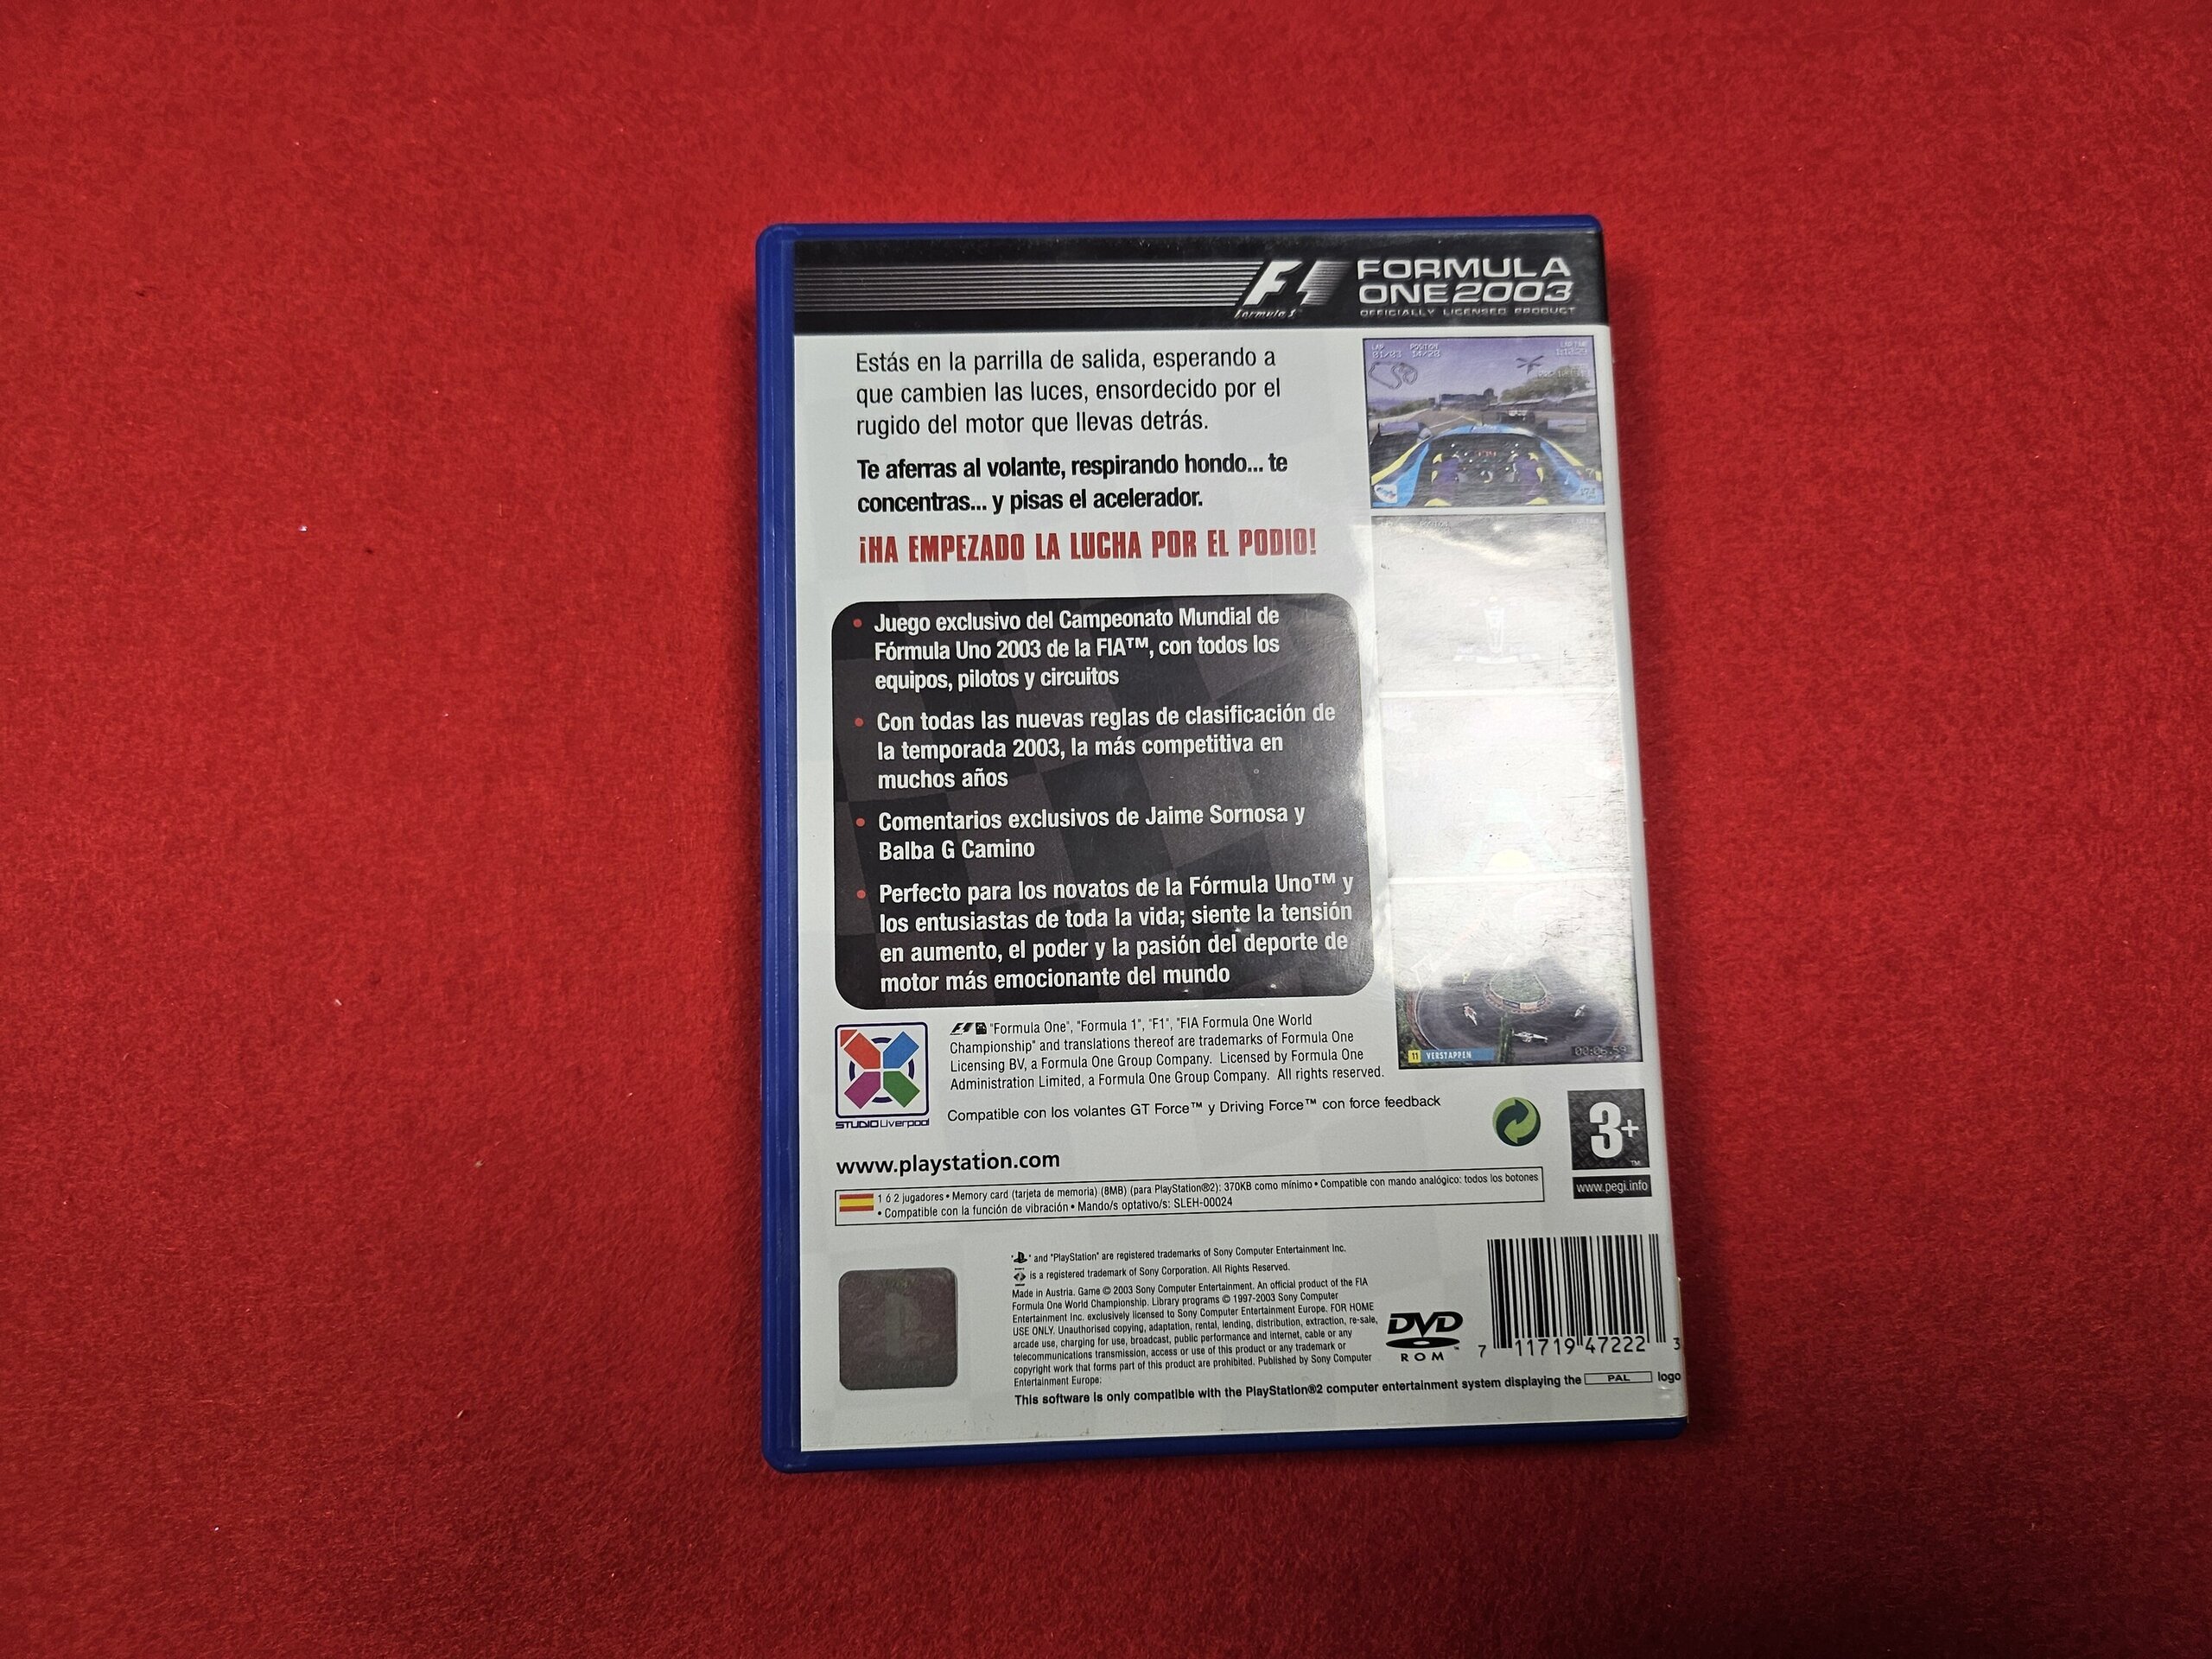 F1
Formula 1
FORMULA
ONE 2003
OFFICIALLY LICENSED PRODUCT
Estás en la parrilla de salida, esperando a
que cambien las luces, ensordecido por el
rugido del motor que llevas detrás.
Te aferras al volante, respirando hondo... te
concentras... y pisas el acelerador.
¡HA EMPEZADO LA LUCHA POR EL PODIO!
LAP POSITION LAP TIME
• Juego exclusivo del Campeonato Mundial de
Fórmula Uno 2003 de la FIA™, con todos los
equipos, pilotos y circuitos
• Con todas las nuevas reglas de clasificación de
la temporada 2003, la más competitiva en
muchos años
• Comentarios exclusivos de Jaime Sornosa y
Balba G Camino
• Perfecto para los novatos de la Fórmula Uno™ y
los entusiastas de toda la vida; siente la tensión
en aumento, el poder y la pasión del deporte de
motor más emocionante del mundo
11 VERSTAPPEN
STUDIO Liverpool
"Formula One", "Formula 1", "F1", "FIA Formula One World
Championship" and translations thereof are trademarks of Formula One
Licensing BV, a Formula One Group Company. Licensed by Formula One
Administration Limited, a Formula One Group Company. All rights reserved.
Compatible con los volantes GT Force™ y Driving Force™ con force feedback
3+
www.pegi.info
www.playstation.com
1 ó 2 jugadores • Memory card (tarjeta de memoria) (8MB) (para PlayStation®2): 370KB como mínimo • Compatible con mando analógico: todos los botones
• Compatible con la función de vibración • Mando/s optativo/s: SLEH-00024
" " and "PlayStation" are registered trademarks of Sony Computer Entertainment Inc.
is a registered trademark of Sony Corporation. All Rights Reserved.
Made in Austria. Game © 2003 Sony Computer Entertainment. An official product of the FIA
Formula One World Championship. Library programs © 1997-2003 Sony Computer
Entertainment Inc. exclusively licensed to Sony Computer Entertainment Europe. FOR HOME
USE ONLY. Unauthorised copying, adaptation, rental, lending, distribution, extraction, re-sale,
arcade use, charging for use, broadcast, public performance and internet, cable or any
telecommunications transmission, access or use of this product or any trademark or
copyright work that forms part of this product are prohibited. Published by Sony Computer
Entertainment Europe:
DVD
ROM
7 11719 47222 3
This software is only compatible with the PlayStation®2 computer entertainment system displaying the PAL logo